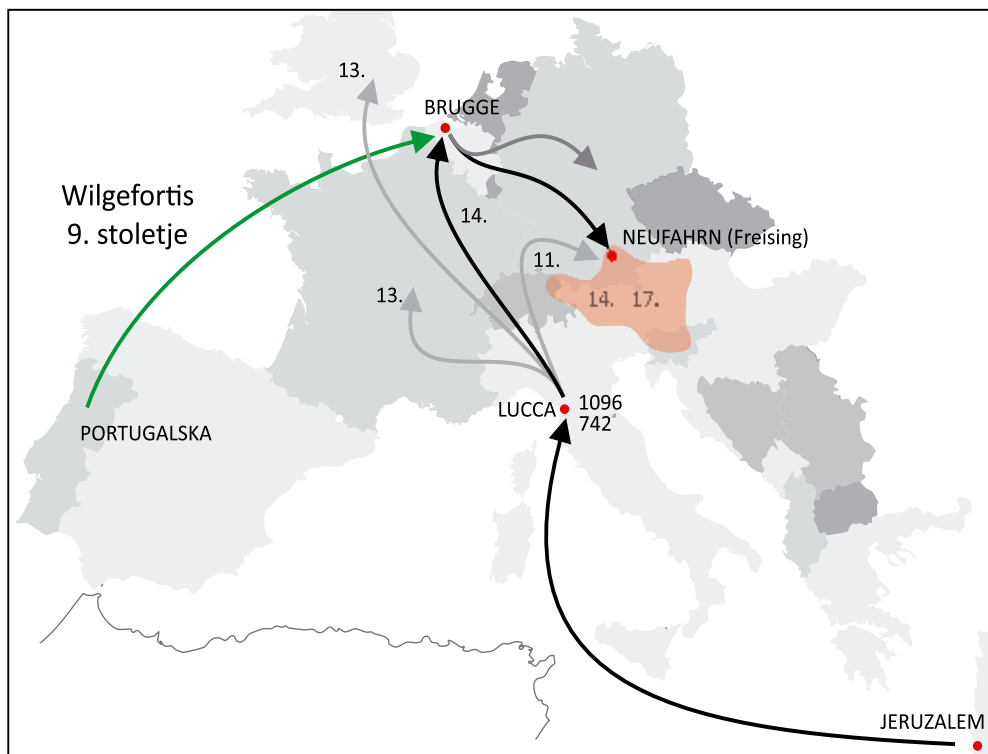 13.
BRUGGE
Wilgefortis
9. stoletje
14.
NEUFAHRN (Freising)
11.
13.
14. 17.
LUCCA
1096
742
PORTUGALSKA
JERUZALEM